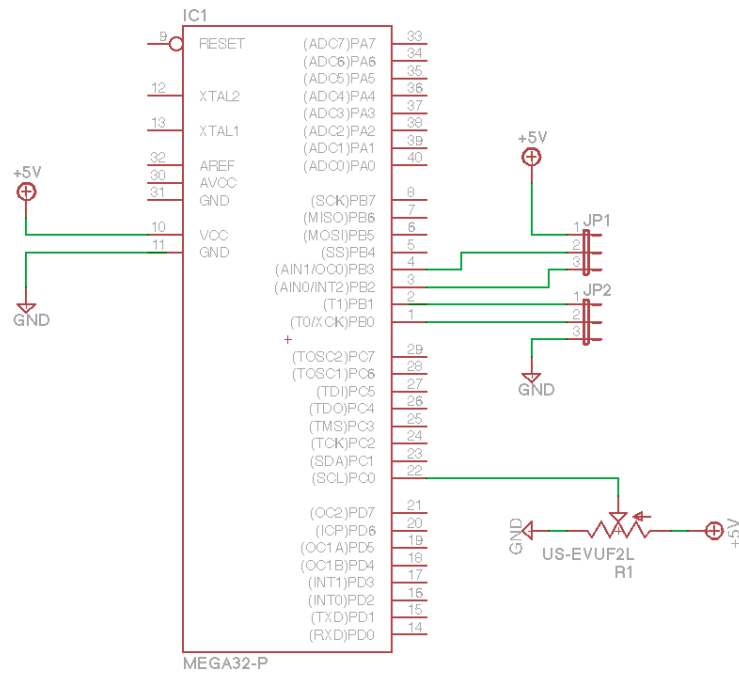 IC1
9 RESET (ADC7)PA7 33
(ADC6)PA6 34
(ADC5)PA5 35
12 XTAL2 (ADC4)PA4 36
(ADC3)PA3 37
13 XTAL1 (ADC2)PA2 38
(ADC1)PA1 39
32 AREF (ADC0)PA0 40
30 AVCC
31 GND (SCK)PB7 8
(MISO)PB6 7
10 VCC (MOSI)PB5 6
11 GND (SS)PB4 5
(AIN1/OC0)PB3 4
(AIN0/INT2)PB2 3
(T1)PB1 2
(T0/XCK)PB0 1
(TOSC2)PC7 29
(TOSC1)PC6 28
(TDI)PC5 27
(TDO)PC4 26
(TMS)PC3 25
(TCK)PC2 24
(SDA)PC1 23
(SCL)PC0 22
(OC2)PD7 21
(ICP)PD6 20
(OC1A)PD5 19
(OC1B)PD4 18
(INT1)PD3 17
(INT0)PD2 16
(TXD)PD1 15
(RXD)PD0 14
MEGA32-P
+5V
GND
+5V
JP1
1
2
3
JP2
1
2
3
GND
GND
US-EVUF2L
R1
+5V